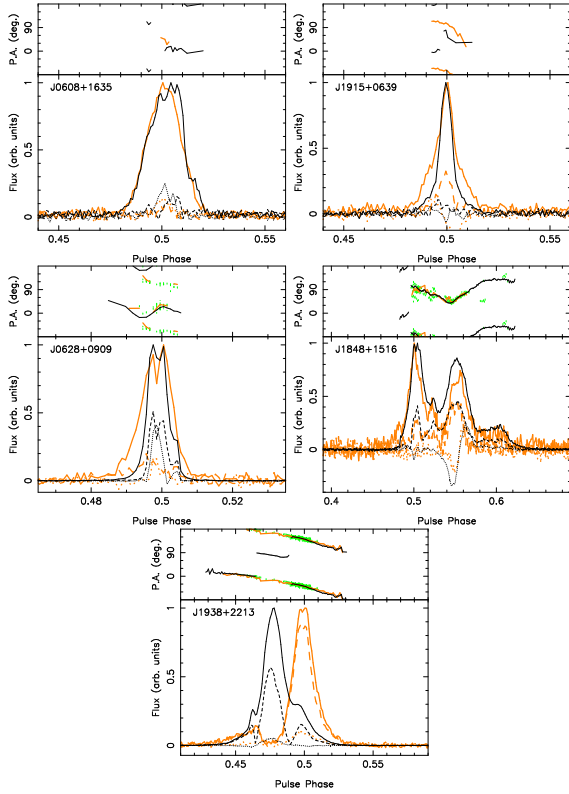 P.A. (deg.)
0 90
J0608+1635
Flux (arb. units)
0 0.5 1
0.45 0.5 0.55
Pulse Phase
P.A. (deg.)
0 90
J1915+0639
Flux (arb. units)
0 0.5 1
0.45 0.5 0.55
Pulse Phase
P.A. (deg.)
0 90
J0628+0909
Flux (arb. units)
0 0.5 1
0.48 0.5 0.52
Pulse Phase
P.A. (deg.)
0 90
J1848+1516
Flux (arb. units)
0 0.5 1
0.4 0.5 0.6
Pulse Phase
P.A. (deg.)
0 90
J1938+2213
Flux (arb. units)
0 0.5 1
0.45 0.5 0.55
Pulse Phase